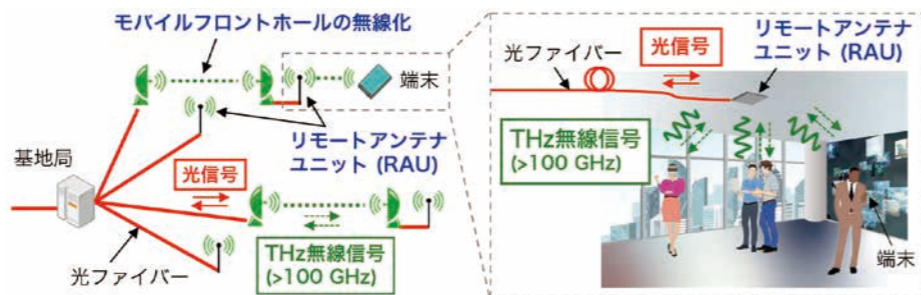 モバイルフロントホールの無線化
端末
リモートアンテナ
ユニット (RAU)
基地局
光信号
THz無線信号
(>100 GHz)
光ファイバー
光ファイバー
光信号
リモートアンテナ
ユニット (RAU)
THz無線信号
(>100 GHz)
端末